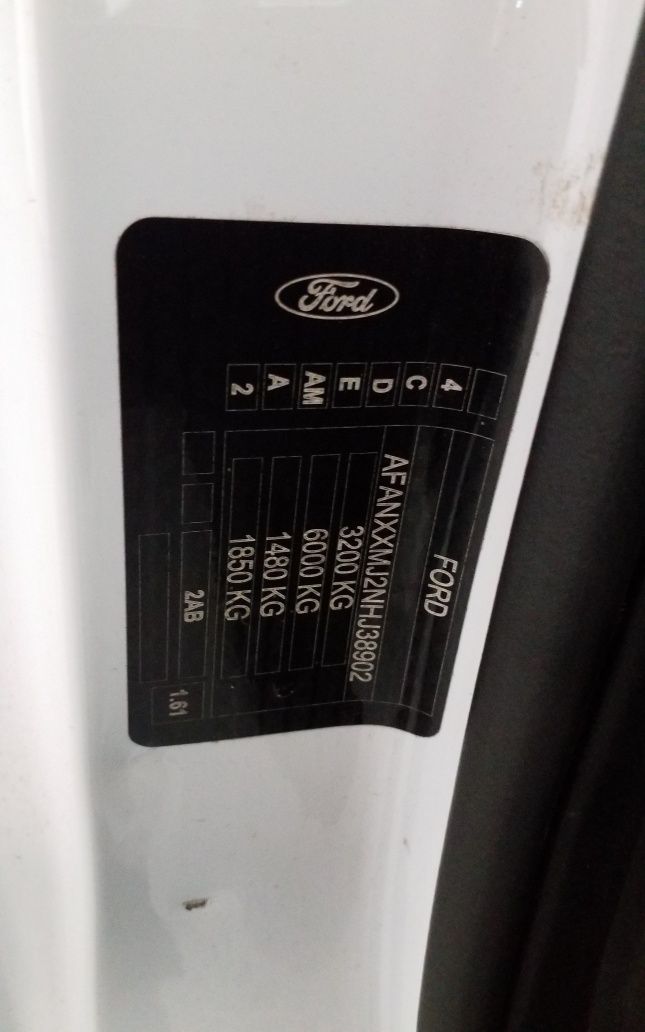 Ford
4
C
D
E
AM
A
2
FORD
AFANXXMJ2NHJ38902
3200 KG
6000 KG
1480 KG
1850 KG
2AB
1.61